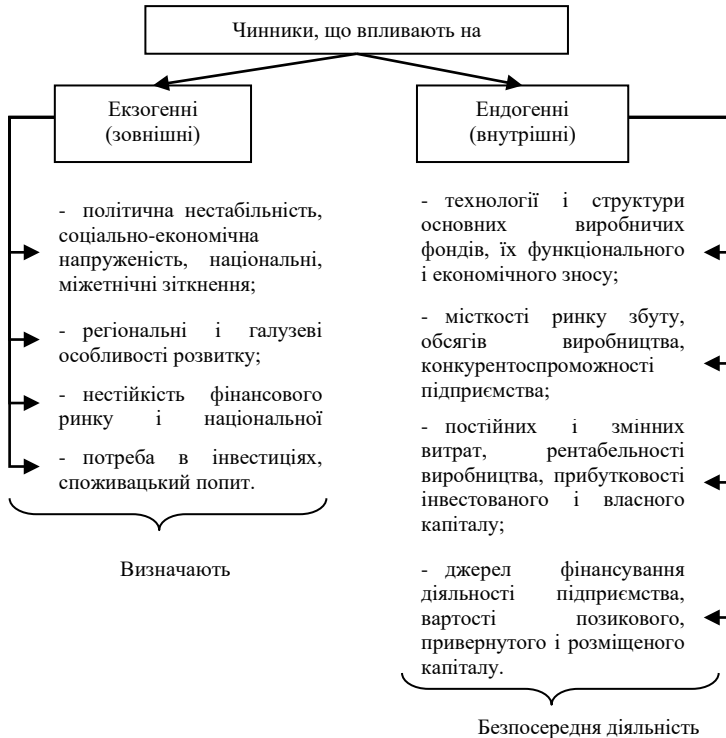 Чинники, що впливають на
Екзогенні
(зовнішні)
- політична нестабільність,
соціально-економічна
напруженість, національні,
міжетнічні зіткнення;
- регіональні і галузеві
особливості розвитку;
- нестійкість фінансового
ринку і національної
- потреба в інвестиціях,
споживацький попит.
Визначають
Ендогенні
(внутрішні)
- технології і структури
основних виробничих
фондів, їх функціонального
і економічного зносу;
- місткості ринку збуту,
обсягів виробництва,
конкурентоспроможності
підприємства;
- постійних і змінних
витрат, рентабельності
виробництва, прибутковості
інвестованого і власного
капіталу;
- джерел фінансування
діяльності підприємства,
вартості позикового,
привернутого і розміщеного
капіталу.
Безпосередня діяльність